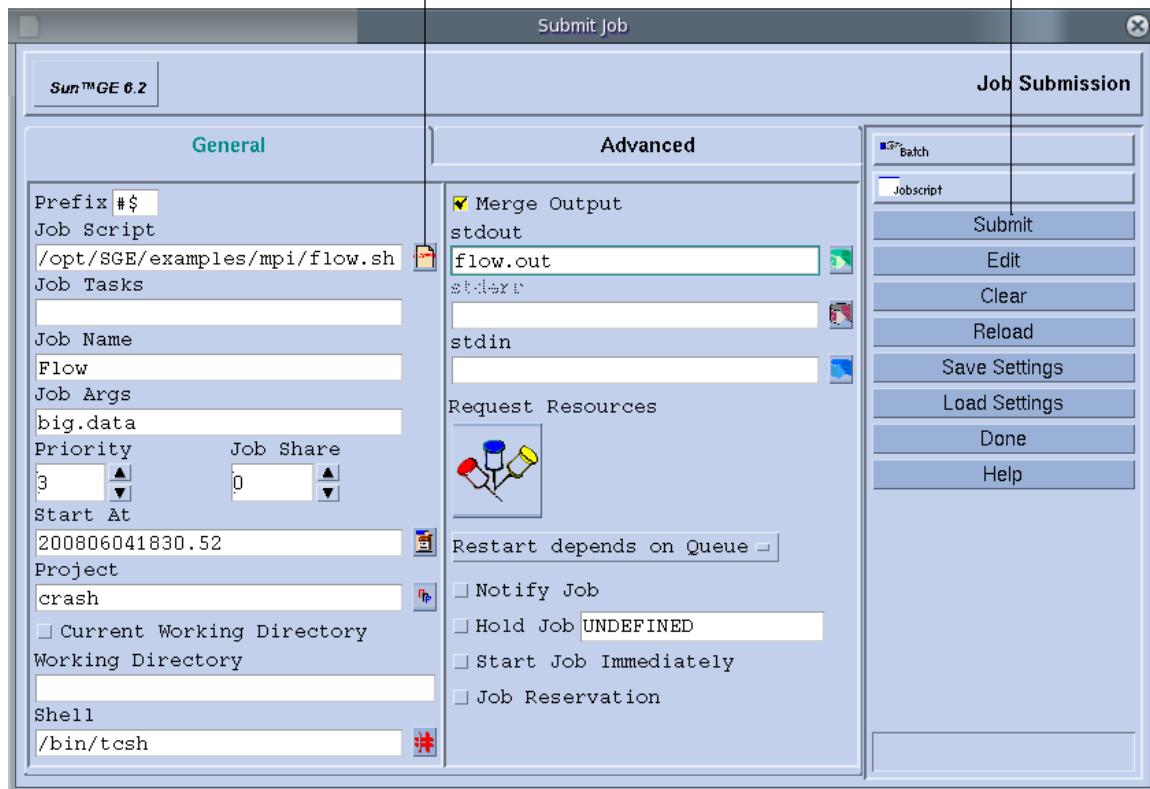 Submit Job
Sun™GE 6.2
Job Submission
General
Advanced
Prefix #$
Job Script
/opt/SGE/examples/mpi/flow.sh
Job Tasks
Job Name
Flow
Job Args
big.data
Priority Job Share
3 0
Start At
200806041830.52
Project
crash
Current Working Directory
Working Directory
Shell
/bin/tcsh
Merge Output
stdout
flow.out
stderr
stdin
Request Resources
Restart depends on Queue
Notify Job
Hold Job UNDEFINED
Start Job Immediately
Job Reservation
Batch
Jobscript
Submit
Edit
Clear
Reload
Save Settings
Load Settings
Done
Help